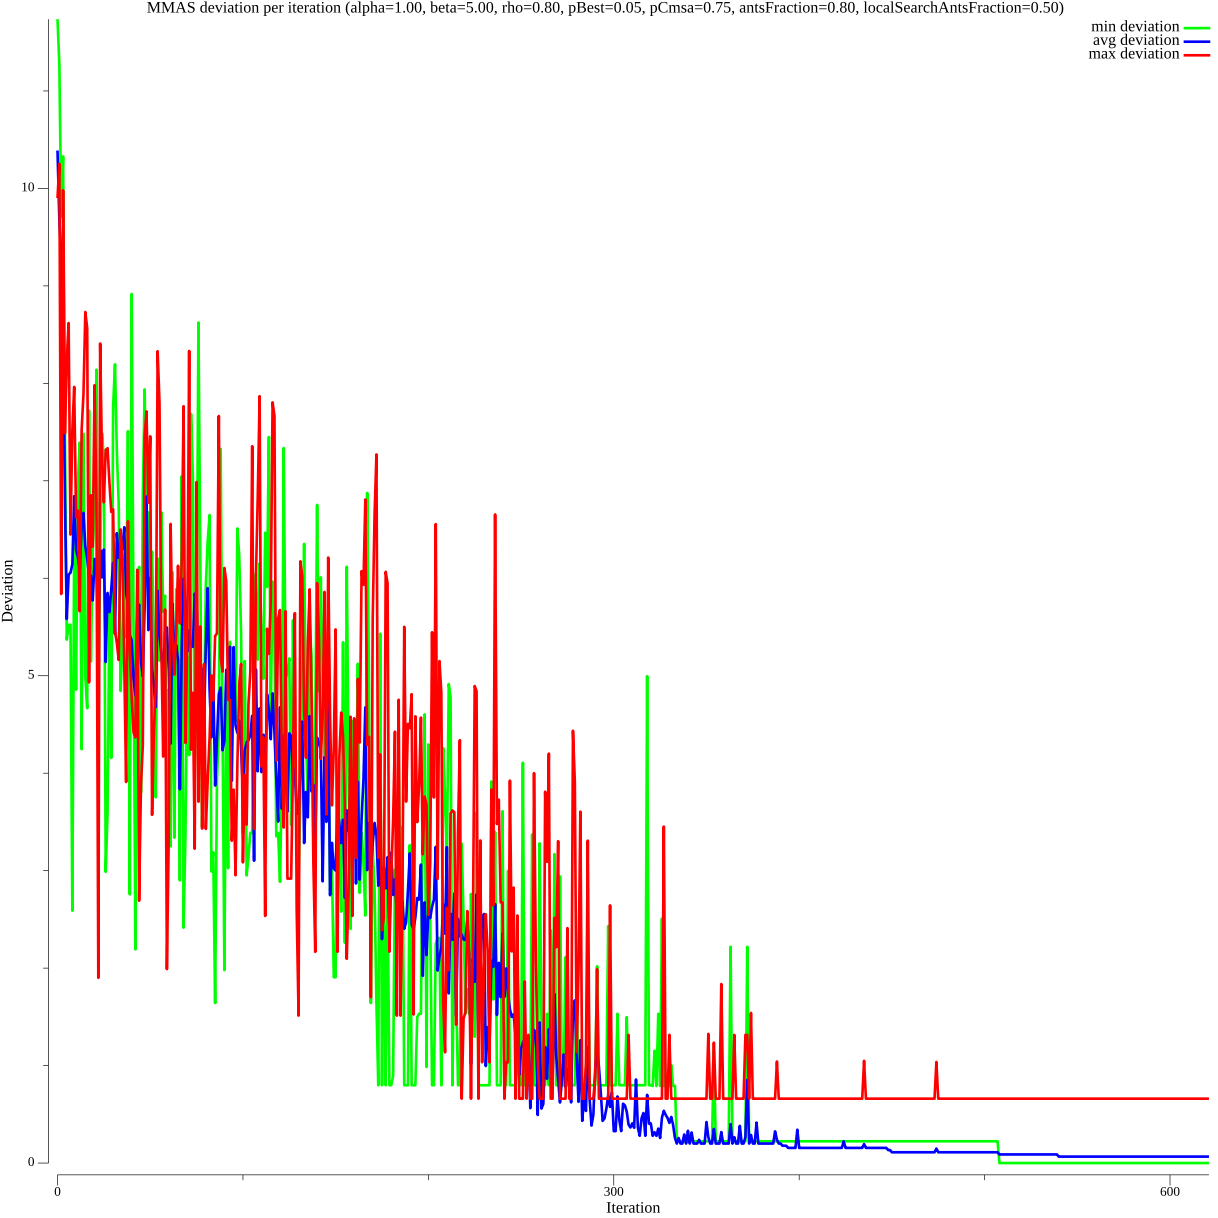 MMAS deviation per iteration (alpha=1.00, beta=5.00, rho=0.80, pBest=0.05, pCmsa=0.75, antsFraction=0.80, localSearchAntsFraction=0.50)
min deviation
avg deviation
max deviation
10
5
0
Deviation
0
300
600
Iteration